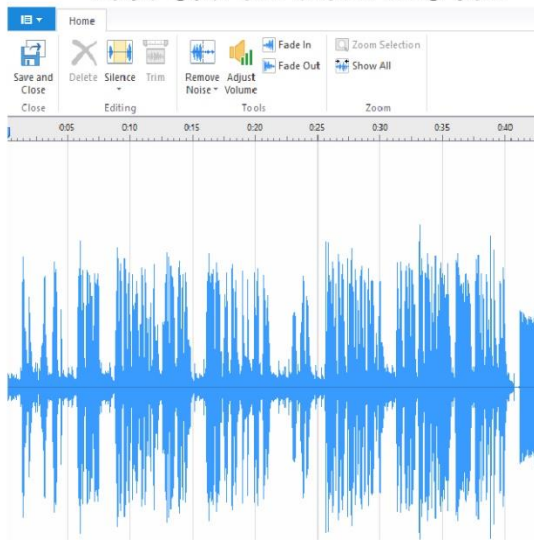 Home
Save and Close
Delete
Silence
Trim
Remove Noise
Adjust Volume
Fade In
Fade Out
Zoom Selection
Show All
Close
Editing
Tools
Zoom
0:05 0:10 0:15 0:20 0:25 0:30 0:35 0:40